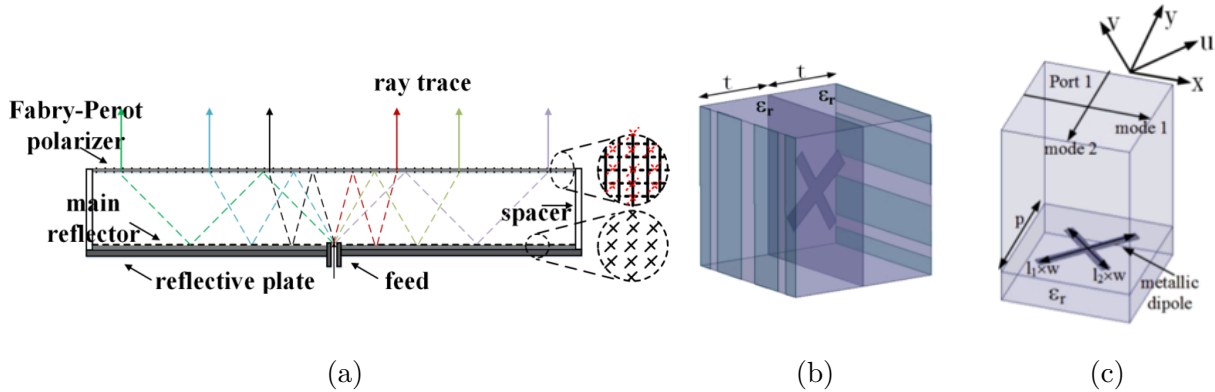 ray trace
Fabry-Perot
polarizer
main
reflector
spacer
reflective plate
feed
(a)
t
t
εr
εr
(b)
v
y
u
x
Port 1
mode 1
mode 2
p
l1×w
l2×w
metallic
dipole
εr
(c)